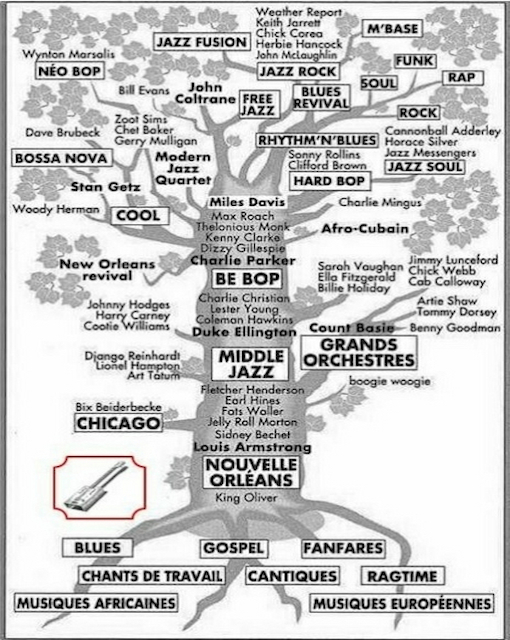 Weather Report
Keith Jarrett
Chick Corea
Herbie Hancock
John McLaughlin
M'BASE
JAZZ FUSION
JAZZ ROCK
Wynton Marsalis
NÉO BOP
FUNK
SOUL
RAP
Bill Evans
John
Coltrane
FREE
JAZZ
BLUES
REVIVAL
ROCK
Zoot Sims
Chet Baker
Gerry Mulligan
Dave Brubeck
RHYTHM'N'BLUES
Cannonball Adderley
Horace Silver
Jazz Messengers
JAZZ SOUL
BOSSA NOVA
Modern
Jazz
Quartet
Sonny Rollins
Clifford Brown
HARD BOP
Stan Getz
Miles Davis
Charlie Mingus
Woody Herman
COOL
Max Roach
Thelonious Monk
Kenny Clarke
Dizzy Gillespie
Charlie Parker
Afro-Cubain
New Orleans
revival
BE BOP
Sarah Vaughan
Ella Fitzgerald
Billie Holiday
Jimmy Lunceford
Chick Webb
Cab Calloway
Johnny Hodges
Harry Carney
Cootie Williams
Charlie Christian
Lester Young
Coleman Hawkins
Duke Ellington
Artie Shaw
Tommy Dorsey
Count Basie
Benny Goodman
GRANDS
ORCHESTRES
Django Reinhardt
Lionel Hampton
Art Tatum
MIDDLE
JAZZ
boogie woogie
Fletcher Henderson
Earl Hines
Fats Waller
Jelly Roll Morton
Sidney Bechet
Louis Armstrong
Bix Beiderbecke
CHICAGO
NOUVELLE
ORLÉANS
King Oliver
BLUES
GOSPEL
FANFARES
CHANTS DE TRAVAIL
CANTIQUES
RAGTIME
MUSIQUES AFRICAINES
MUSIQUES EUROPÉENNES